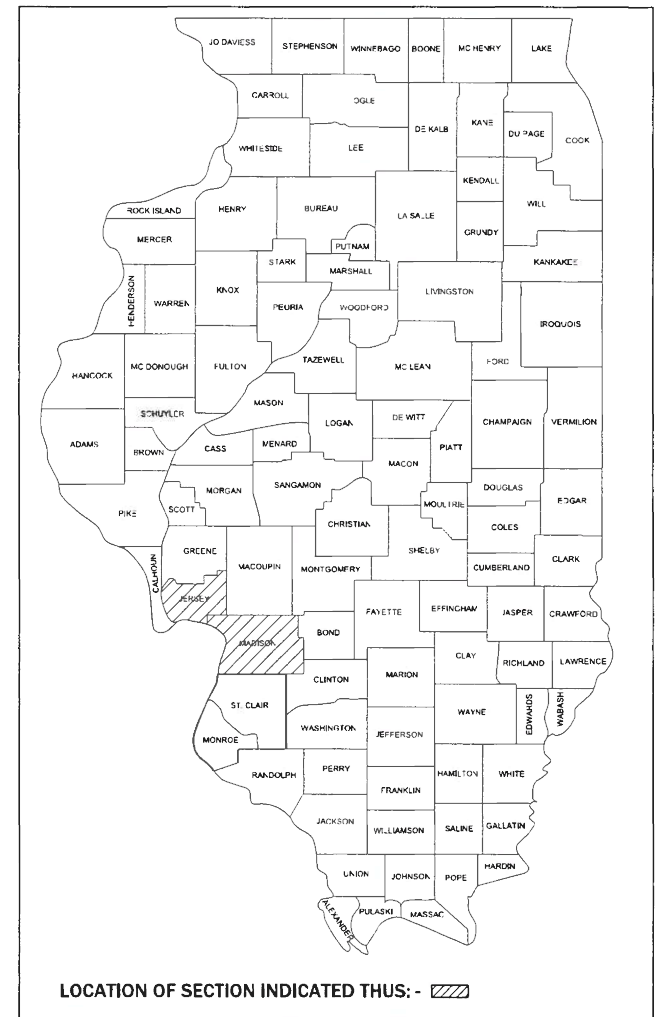 JO DAVIESS
STEPHENSON
WINNEBAGO
BOONE
MC HENRY
LAKE
CARROLL
OGLE
DE KALB
KANE
DU PAGE
COOK
WHITESIDE
LEE
KENDALL
WILL
ROCK ISLAND
HENRY
BUREAU
LA SALLE
GRUNDY
MERCER
PUTNAM
STARK
MARSHALL
KANKAKEE
HENDERSON
WARREN
KNOX
PEORIA
WOODFORD
LIVINGSTON
IROQUOIS
HANCOCK
MC DONOUGH
FULTON
TAZEWELL
MC LEAN
FORD
SCHUYLER
MASON
LOGAN
DE WITT
CHAMPAIGN
VERMILION
ADAMS
BROWN
CASS
MENARD
PIATT
MACON
PIKE
SCOTT
MORGAN
SANGAMON
CHRISTIAN
MOULTRIE
DOUGLAS
EDGAR
COLES
CALHOUN
GREENE
MACOUPIN
MONTGOMERY
SHELBY
CUMBERLAND
CLARK
JERSEY
FAYETTE
EFFINGHAM
JASPER
CRAWFORD
MADISON
BOND
CLAY
RICHLAND
LAWRENCE
CLINTON
MARION
ST. CLAIR
WAYNE
EDWARDS
WABASH
MONROE
WASHINGTON
JEFFERSON
RANDOLPH
PERRY
HAMILTON
WHITE
FRANKLIN
JACKSON
WILLIAMSON
SALINE
GALLATIN
UNION
JOHNSON
POPE
HARDIN
ALEXANDER
PULASKI
MASSAC
LOCATION OF SECTION INDICATED THUS: -